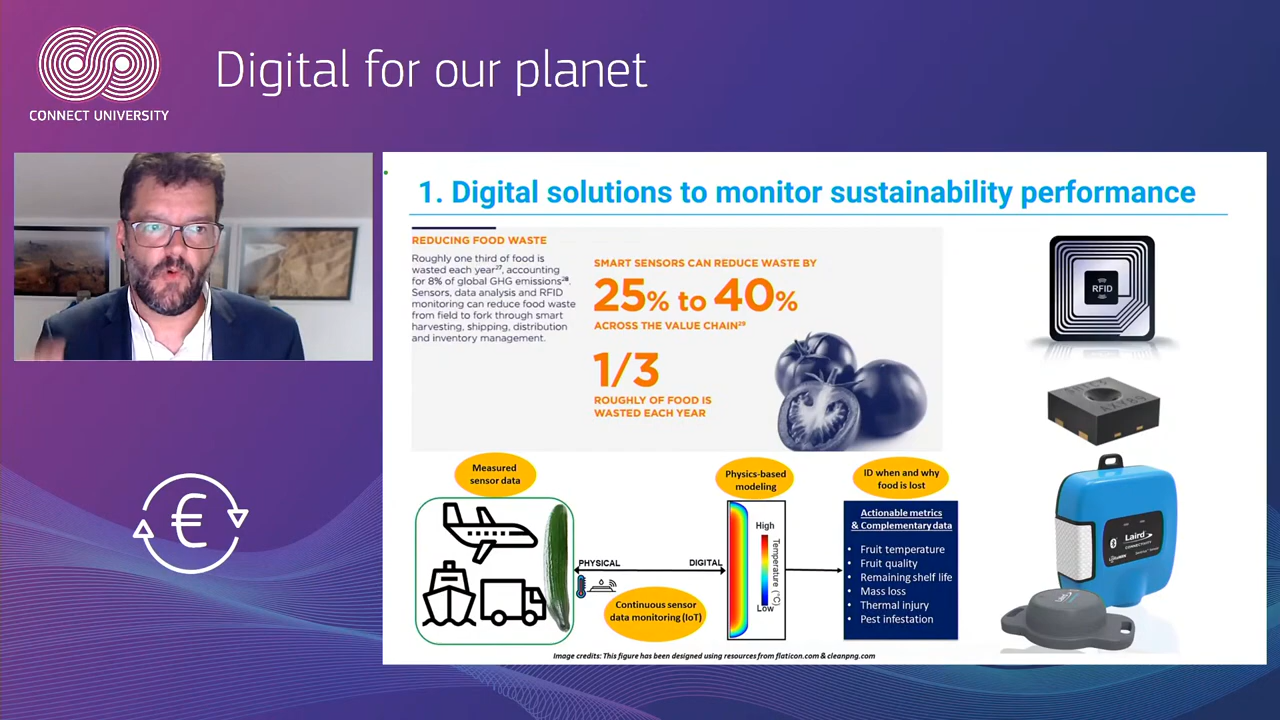 CONNECT UNIVERSITY
Digital for our planet
1. Digital solutions to monitor sustainability performance
REDUCING FOOD WASTE
Roughly one third of food is
wasted each year27, accounting
for 8% of global GHG emissions28.
Sensors, data analysis and RFID
monitoring can reduce food waste
from field to fork through smart
harvesting, shipping, distribution
and inventory management.
SMART SENSORS CAN REDUCE WASTE BY
25% to 40%
ACROSS THE VALUE CHAIN29
1/3
ROUGHLY OF FOOD IS
WASTED EACH YEAR
RFID
Measured
sensor data
Physics-based
modeling
ID when and why
food is lost
PHYSICAL
DIGITAL
Continuous sensor
data monitoring (IoT)
High
Temperature (°C)
Low
Actionable metrics
& Complementary data
• Fruit temperature
• Fruit quality
• Remaining shelf life
• Mass loss
• Thermal injury
• Pest infestation
Laird
CONNECTIVITY
€
Image credits: This figure has been designed using resources from flaticon.com & cleanpng.com